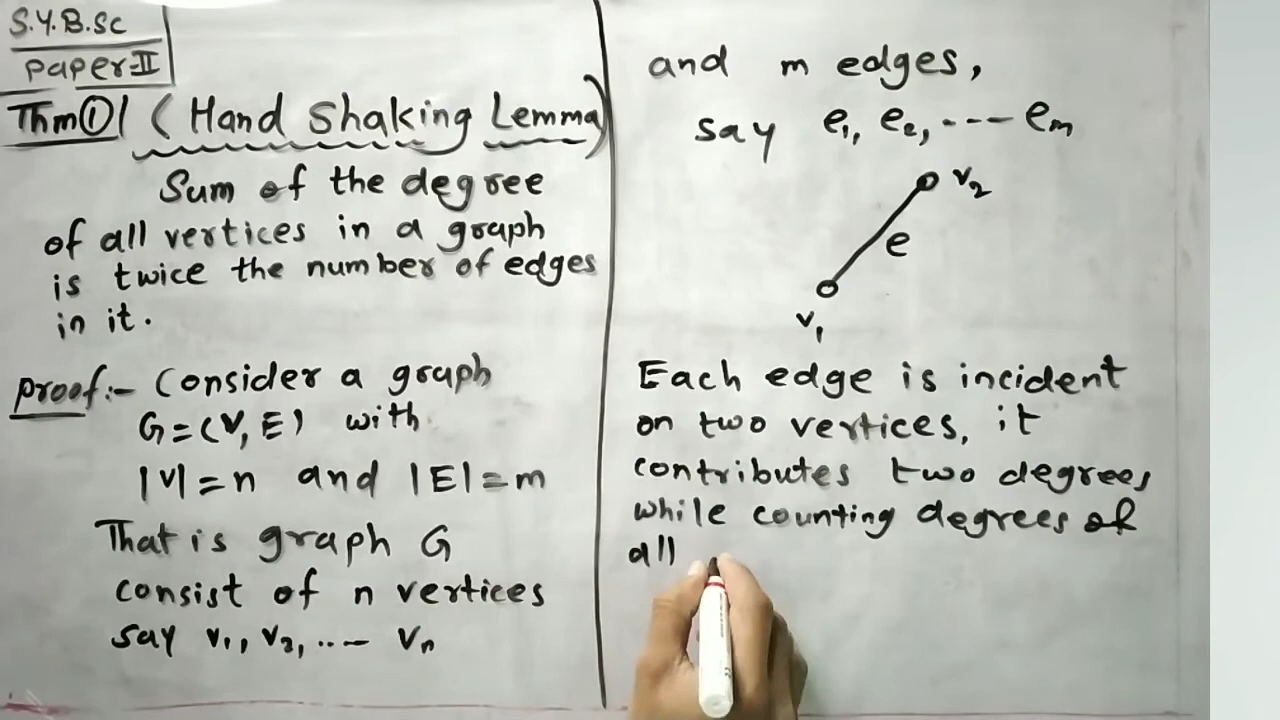 S.Y.B.Sc
Paper-II
Thm① (Hand Shaking Lemma)
Sum of the degree
of all vertices in a graph
is twice the number of edges
in it.
Proof:- Consider a graph
G=(V,E) with
|V|=n and |E|=m
That is graph G
consist of n vertices
say v₁, v₂, ..-- vₙ
and m edges,
say e₁, e₂, ---- eₘ
v₂
e
v₁
Each edge is incident
on two vertices, it
contributes two degrees
while counting degrees of
all